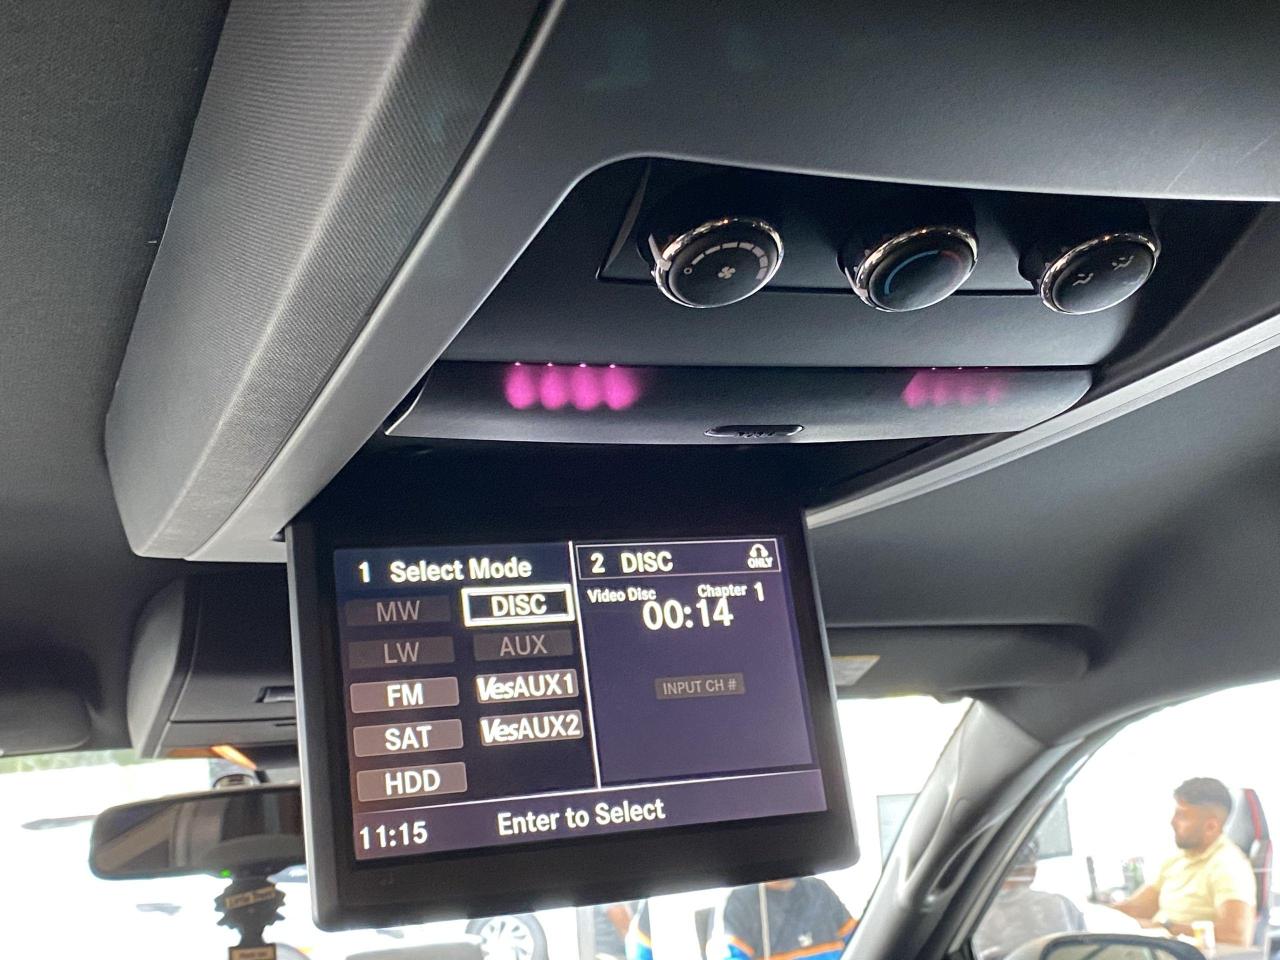 1 Select Mode
MW
DISC
LW
AUX
FM
VesAUX1
SAT
VesAUX2
HDD
11:15
Enter to Select
2 DISC
ONLY
Video Disc
Chapter 1
00:14
INPUT CH #